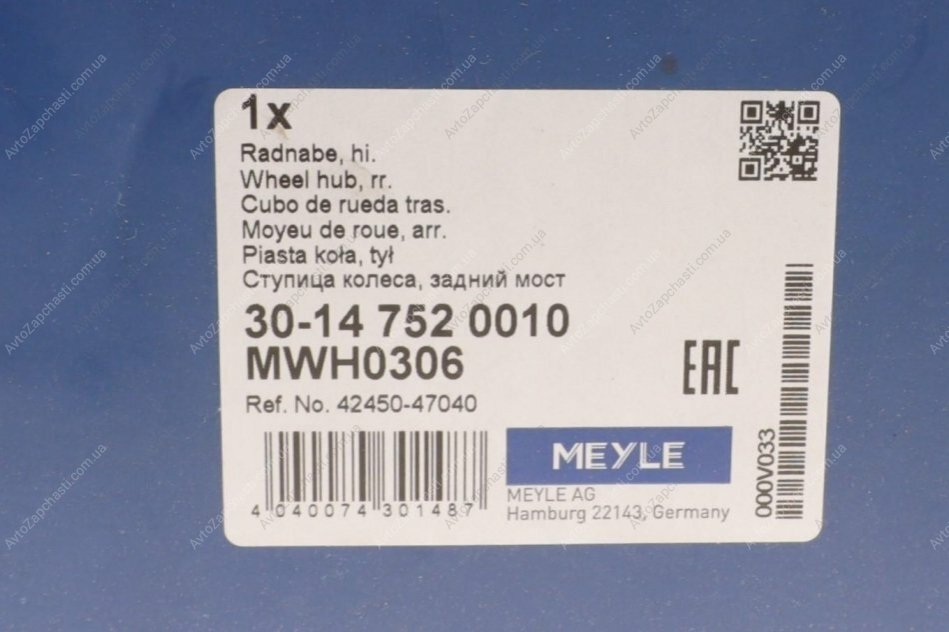 1x
Radnabe, hi.
Wheel hub, rr.
Cubo de rueda tras.
Moyeu de roue, arr.
Piasta koła, tył
Ступица колеса, задний мост
30-14 752 0010
MWH0306
EAC
Ref. No. 42450-47040
4 040074 301487
MEYLE
MEYLE AG
Hamburg 22143, Germany
000V033
AvtoZapchasti.com.ua